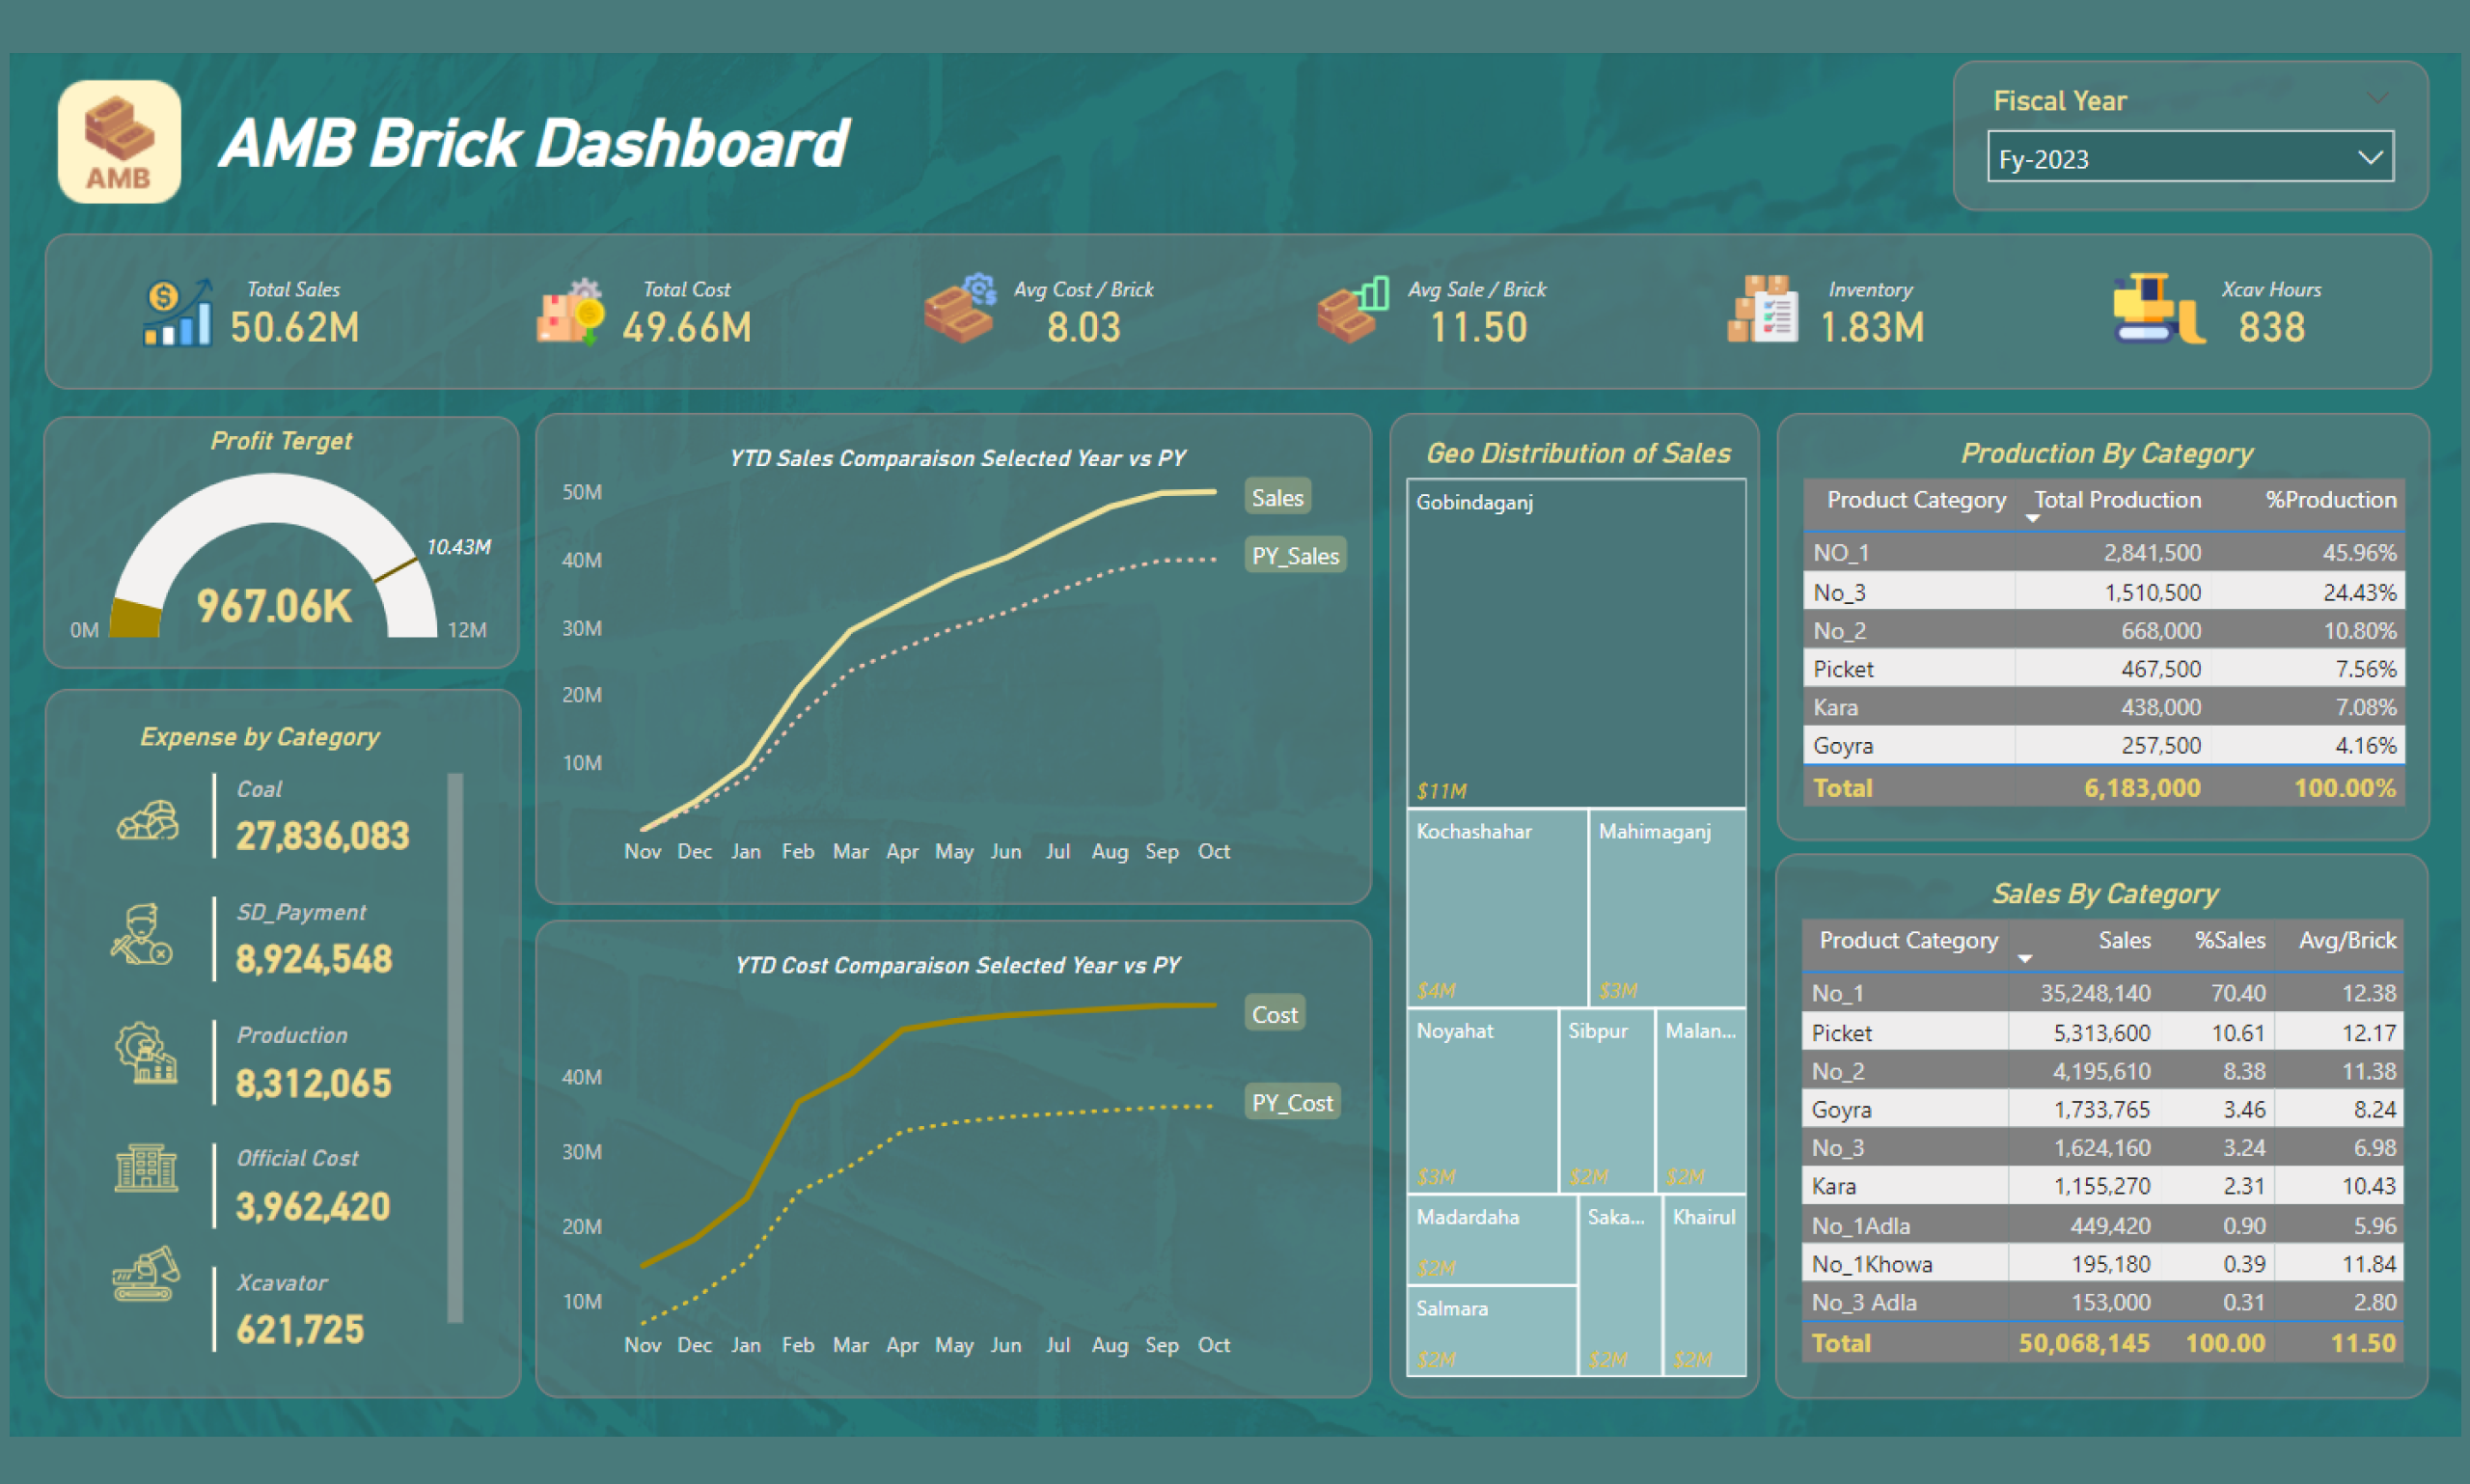 AMB
AMB Brick Dashboard
Fiscal Year
Fy-2023
Total Sales
50.62M
Total Cost
49.66M
Avg Cost / Brick
8.03
Avg Sale / Brick
11.50
Inventory
1.83M
Xcav Hours
838
Profit Terget
10.43M
967.06K
0M
12M
Expense by Category
Coal
27,836,083
SD_Payment
8,924,548
Production
8,312,065
Official Cost
3,962,420
Xcavator
621,725
YTD Sales Comparaison Selected Year vs PY
50M
40M
30M
20M
10M
Sales
PY_Sales
Nov Dec Jan Feb Mar Apr May Jun Jul Aug Sep Oct
YTD Cost Comparaison Selected Year vs PY
40M
30M
20M
10M
Cost
PY_Cost
Nov Dec Jan Feb Mar Apr May Jun Jul Aug Sep Oct
Geo Distribution of Sales
Gobindaganj
$11M
Kochashahar
$4M
Mahimaganj
$3M
Noyahat
$3M
Sibpur
$2M
Malan...
$2M
Madardaha
$2M
Salmara
$2M
Saka...
$2M
Khairul
$2M
Production By Category
Product Category Total Production %Production
NO_1 2,841,500 45.96%
No_3 1,510,500 24.43%
No_2 668,000 10.80%
Picket 467,500 7.56%
Kara 438,000 7.08%
Goyra 257,500 4.16%
Total 6,183,000 100.00%
Sales By Category
Product Category Sales %Sales Avg/Brick
No_1 35,248,140 70.40 12.38
Picket 5,313,600 10.61 12.17
No_2 4,195,610 8.38 11.38
Goyra 1,733,765 3.46 8.24
No_3 1,624,160 3.24 6.98
Kara 1,155,270 2.31 10.43
No_1Adla 449,420 0.90 5.96
No_1Khowa 195,180 0.39 11.84
No_3 Adla 153,000 0.31 2.80
Total 50,068,145 100.00 11.50